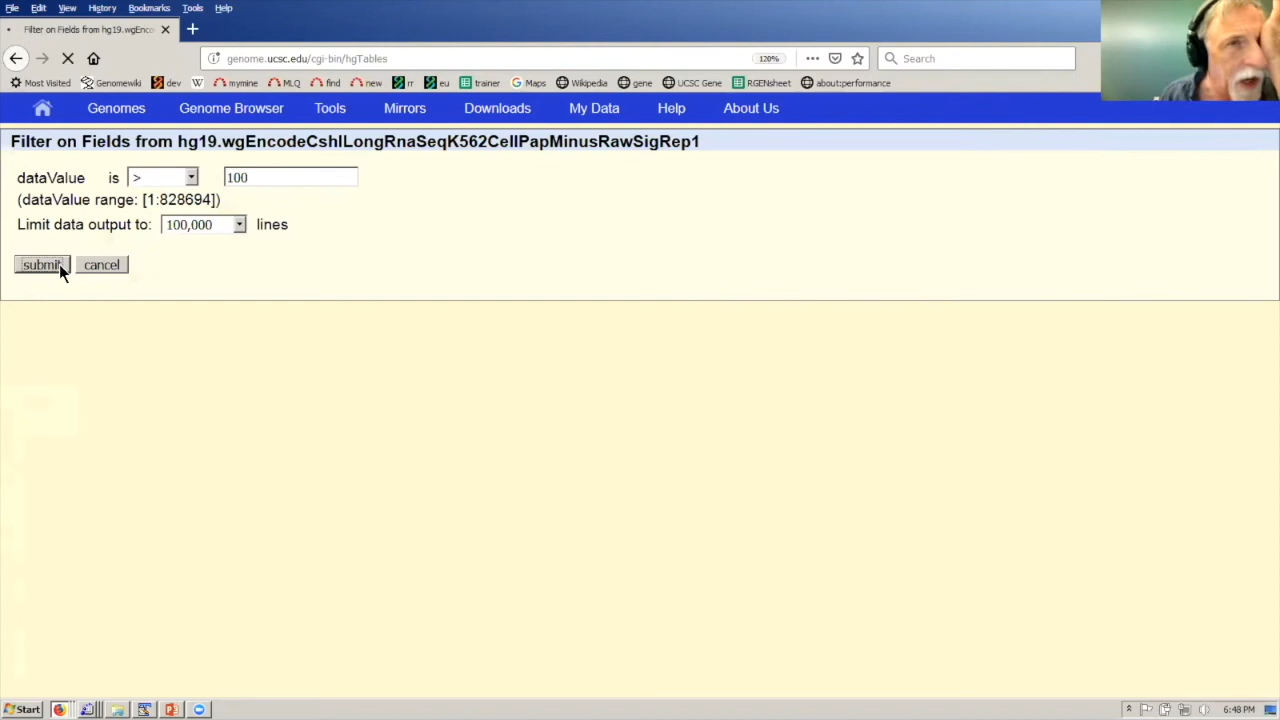 File Edit View History Bookmarks Tools Help
Filter on Fields from hg19.wgEnco
genome.ucsc.edu/cgi-bin/hgTables 120% Search
Most Visited Genomewiki dev mymine MLQ find new rr eu trainer Maps Wikipedia gene UCSC Gene RGENsheet about:performance
Genomes Genome Browser Tools Mirrors Downloads My Data Help About Us
Filter on Fields from hg19.wgEncodeCshlLongRnaSeqK562CellPapMinusRawSigRep1
dataValue is > 100
(dataValue range: [1:828694])
Limit data output to: 100,000 lines
submit cancel
Start 6:48 PM